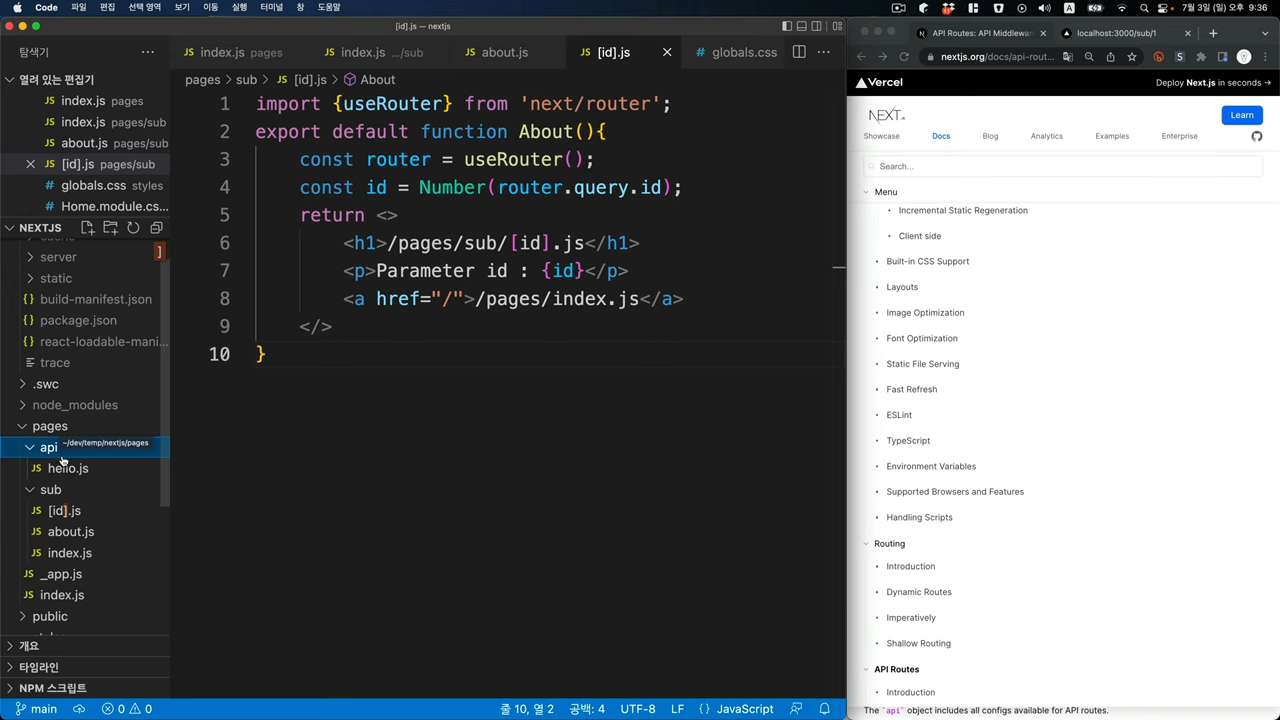 Code 파일 편집 선택 영역 보기 이동 실행 터미널 창 도움말
A 7월 3일 일 오후 9:36
[id].js — nextjs
탐색기
index.js pages
index.js .../sub
about.js
[id].js
globals.css
pages > sub > [id].js > About
열려 있는 편집기
index.js pages
index.js pages/sub
about.js pages/sub
[id].js pages/sub
globals.css styles
Home.module.cs...
NEXTJS
server
static
build-manifest.json
package.json
react-loadable-mani...
trace
.swc
node_modules
pages
api
~/dev/temp/nextjs/pages
hello.js
sub
[id].js
about.js
index.js
_app.js
index.js
public
개요
타임라인
NPM 스크립트
1 import {useRouter} from 'next/router';
2 export default function About(){
3 const router = useRouter();
4 const id = Number(router.query.id);
5 return <>
6 <h1>/pages/sub/[id].js</h1>
7 <p>Parameter id : {id}</p>
8 <a href="/">/pages/index.js</a>
9 </>
10 }
main 0 0 줄 10, 열 2 공백: 4 UTF-8 LF {} JavaScript
API Routes: API Middlewar
localhost:3000/sub/1
nextjs.org/docs/api-rout...
Vercel
Deploy Next.js in seconds →
NEXT.JS
Learn
Showcase Docs Blog Analytics Examples Enterprise
Search...
Menu
Incremental Static Regeneration
Client side
Built-in CSS Support
Layouts
Image Optimization
Font Optimization
Static File Serving
Fast Refresh
ESLint
TypeScript
Environment Variables
Supported Browsers and Features
Handling Scripts
Routing
Introduction
Dynamic Routes
Imperatively
Shallow Routing
API Routes
Introduction
The `api` object includes all configs available for API routes.